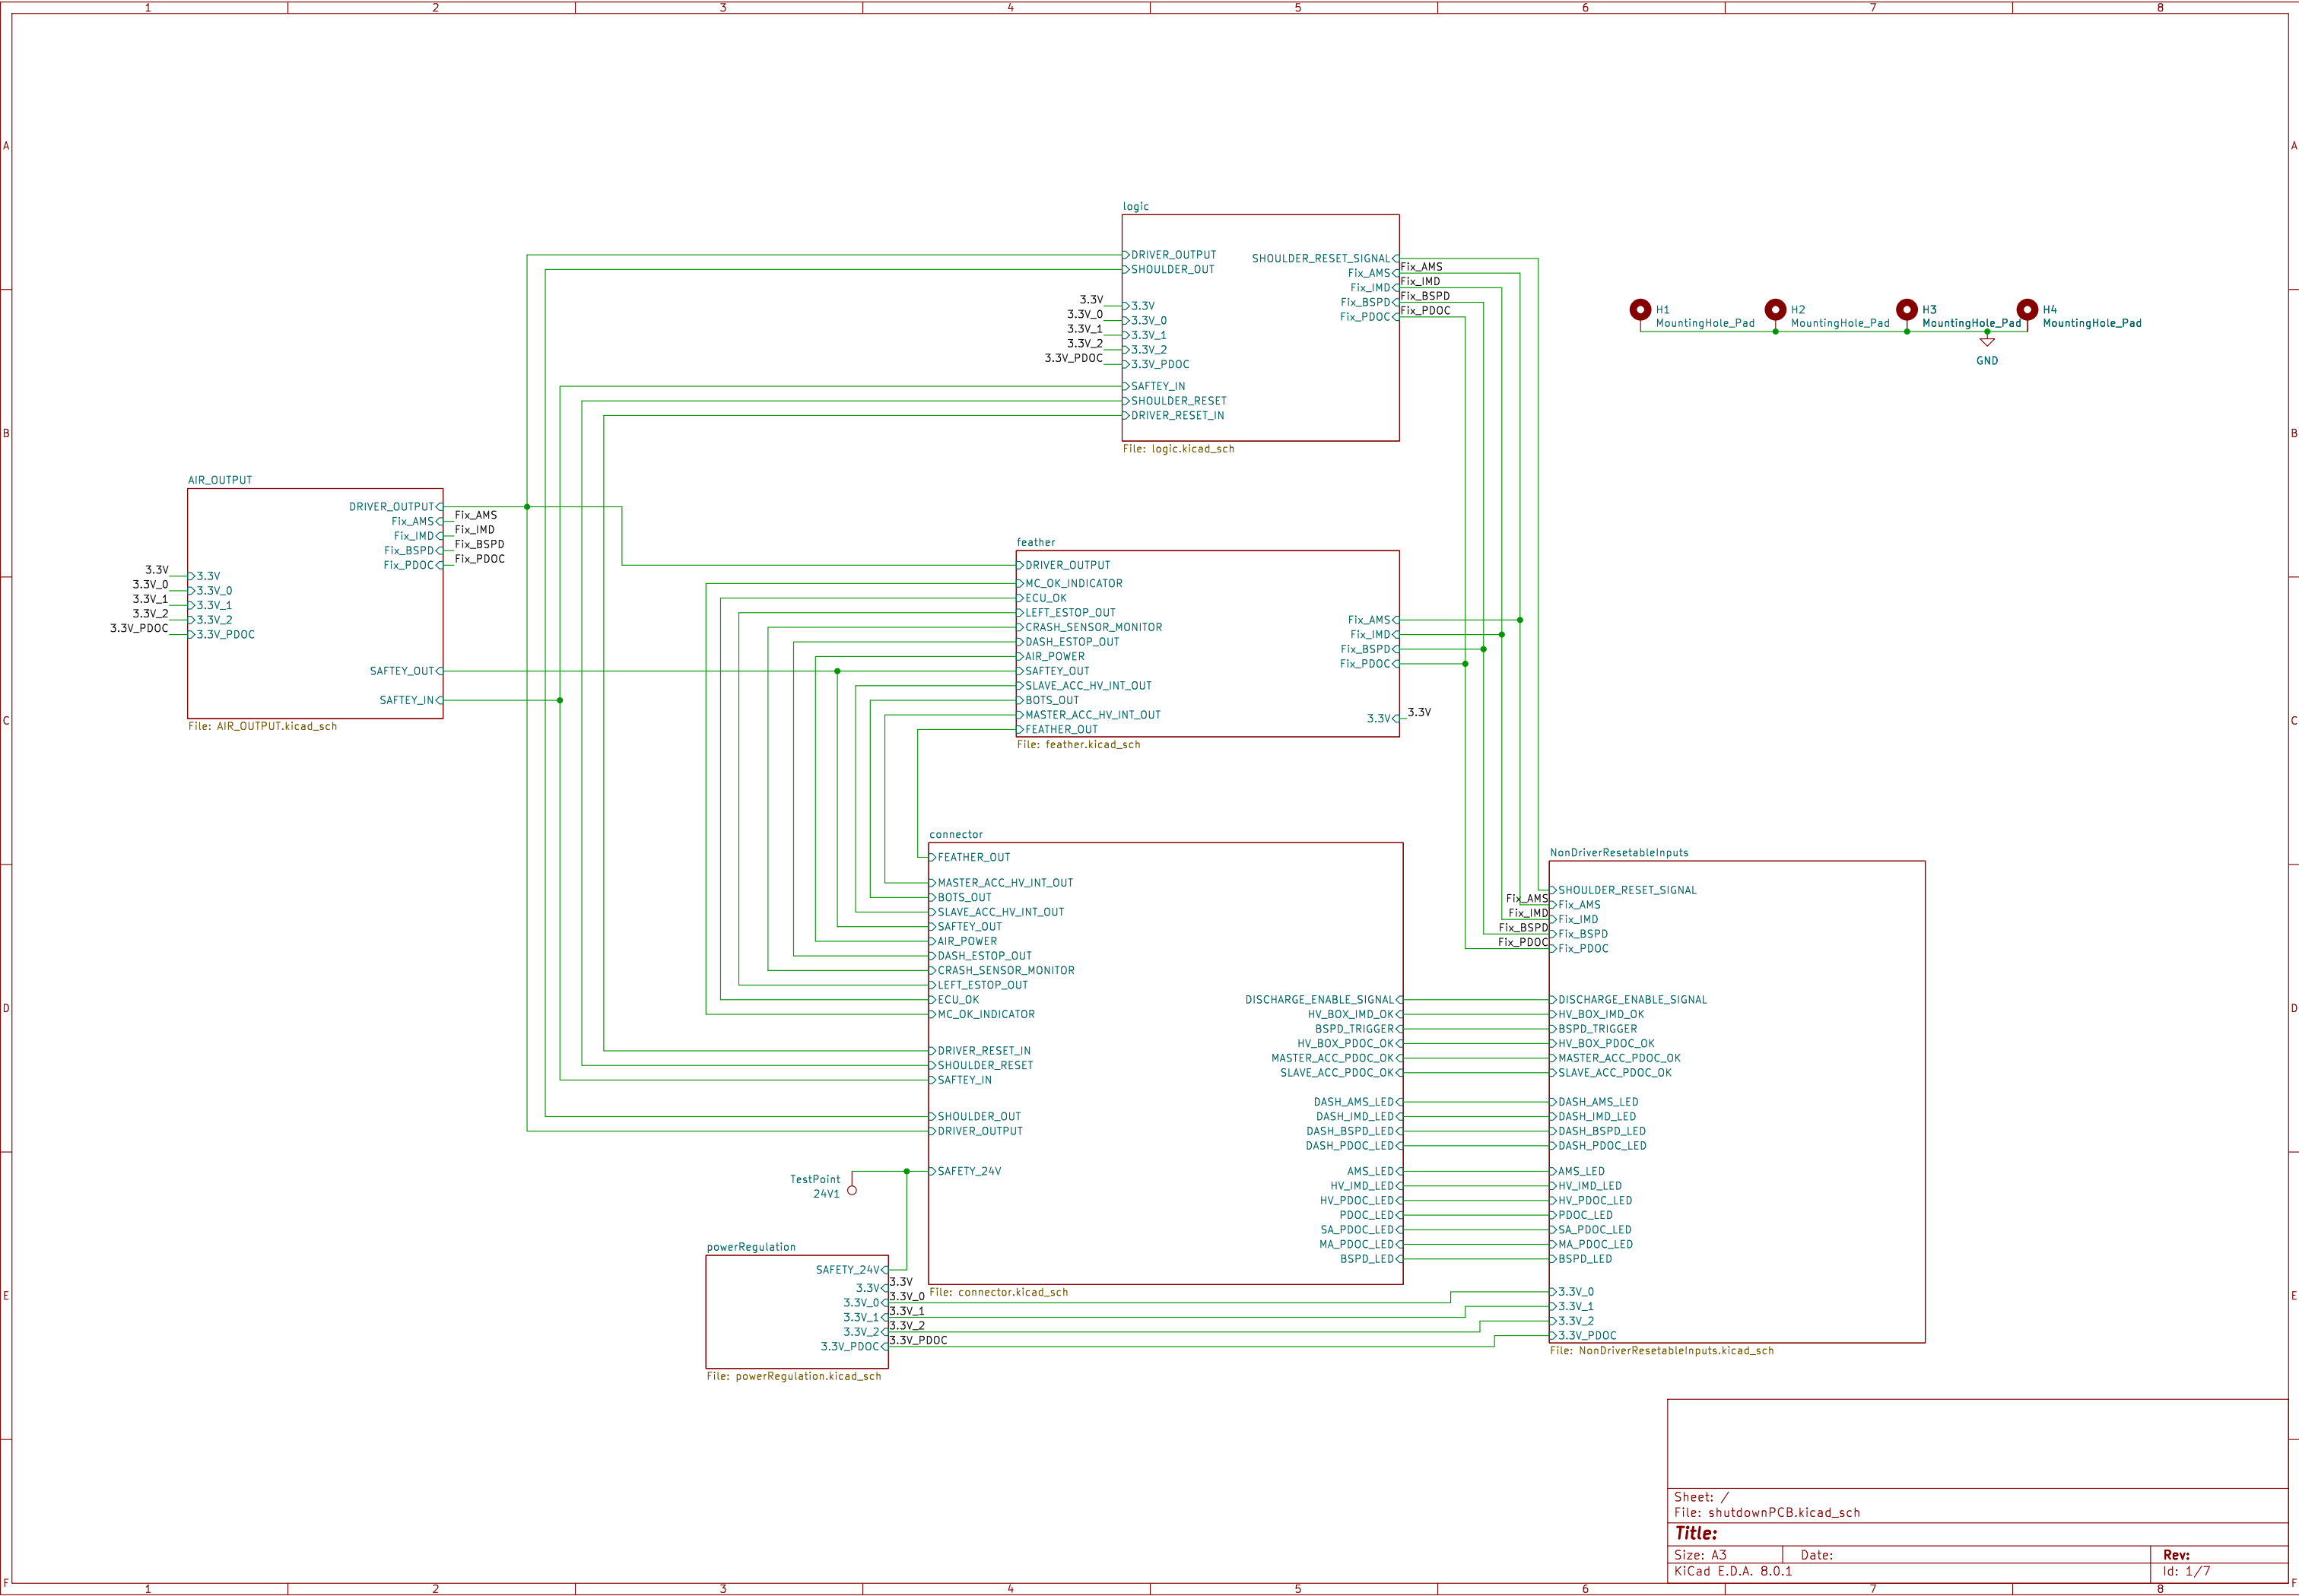 1 2 3 4 5 6 7 8
A A
B B
C C
D D
E E
F F
logic
DRIVER_OUTPUT
SHOULDER_OUT
3.3V 3.3V
3.3V_0 3.3V_0
3.3V_1 3.3V_1
3.3V_2 3.3V_2
3.3V_PDOC 3.3V_PDOC
SAFTEY_IN
SHOULDER_RESET
DRIVER_RESET_IN
SHOULDER_RESET_SIGNAL
Fix_AMS Fix_AMS
Fix_IMD Fix_IMD
Fix_BSPD Fix_BSPD
Fix_PDOC Fix_PDOC
File: logic.kicad_sch
H1
MountingHole_Pad
H2
MountingHole_Pad
H3
MountingHole_Pad
H4
MountingHole_Pad
GND
AIR_OUTPUT
DRIVER_OUTPUT
Fix_AMS Fix_AMS
Fix_IMD Fix_IMD
Fix_BSPD Fix_BSPD
Fix_PDOC Fix_PDOC
3.3V 3.3V
3.3V_0 3.3V_0
3.3V_1 3.3V_1
3.3V_2 3.3V_2
3.3V_PDOC 3.3V_PDOC
SAFTEY_OUT
SAFTEY_IN
File: AIR_OUTPUT.kicad_sch
feather
DRIVER_OUTPUT
MC_OK_INDICATOR
ECU_OK
LEFT_ESTOP_OUT
CRASH_SENSOR_MONITOR
DASH_ESTOP_OUT
AIR_POWER
SAFTEY_OUT
SLAVE_ACC_HV_INT_OUT
BOTS_OUT
MASTER_ACC_HV_INT_OUT
FEATHER_OUT
Fix_AMS
Fix_IMD
Fix_BSPD
Fix_PDOC
3.3V 3.3V
File: feather.kicad_sch
connector
FEATHER_OUT
MASTER_ACC_HV_INT_OUT
BOTS_OUT
SLAVE_ACC_HV_INT_OUT
SAFTEY_OUT
AIR_POWER
DASH_ESTOP_OUT
CRASH_SENSOR_MONITOR
LEFT_ESTOP_OUT
ECU_OK
MC_OK_INDICATOR
DRIVER_RESET_IN
SHOULDER_RESET
SAFTEY_IN
SHOULDER_OUT
DRIVER_OUTPUT
SAFETY_24V
DISCHARGE_ENABLE_SIGNAL
HV_BOX_IMD_OK
BSPD_TRIGGER
HV_BOX_PDOC_OK
MASTER_ACC_PDOC_OK
SLAVE_ACC_PDOC_OK
DASH_AMS_LED
DASH_IMD_LED
DASH_BSPD_LED
DASH_PDOC_LED
AMS_LED
HV_IMD_LED
HV_PDOC_LED
PDOC_LED
SA_PDOC_LED
MA_PDOC_LED
BSPD_LED
File: connector.kicad_sch
NonDriverResetableInputs
SHOULDER_RESET_SIGNAL
Fix_AMS Fix_AMS
Fix_IMD Fix_IMD
Fix_BSPD Fix_BSPD
Fix_PDOC Fix_PDOC
DISCHARGE_ENABLE_SIGNAL
HV_BOX_IMD_OK
BSPD_TRIGGER
HV_BOX_PDOC_OK
MASTER_ACC_PDOC_OK
SLAVE_ACC_PDOC_OK
DASH_AMS_LED
DASH_IMD_LED
DASH_BSPD_LED
DASH_PDOC_LED
AMS_LED
HV_IMD_LED
HV_PDOC_LED
PDOC_LED
SA_PDOC_LED
MA_PDOC_LED
BSPD_LED
3.3V_0
3.3V_1
3.3V_2
3.3V_PDOC
File: NonDriverResetableInputs.kicad_sch
TestPoint
24V1
powerRegulation
SAFETY_24V
3.3V 3.3V
3.3V_0 3.3V_0
3.3V_1 3.3V_1
3.3V_2 3.3V_2
3.3V_PDOC 3.3V_PDOC
File: powerRegulation.kicad_sch
Sheet: /
File: shutdownPCB.kicad_sch
Title:
Size: A3 Date: Rev:
KiCad E.D.A. 8.0.1 Id: 1/7
1 2 3 4 5 6 7 8